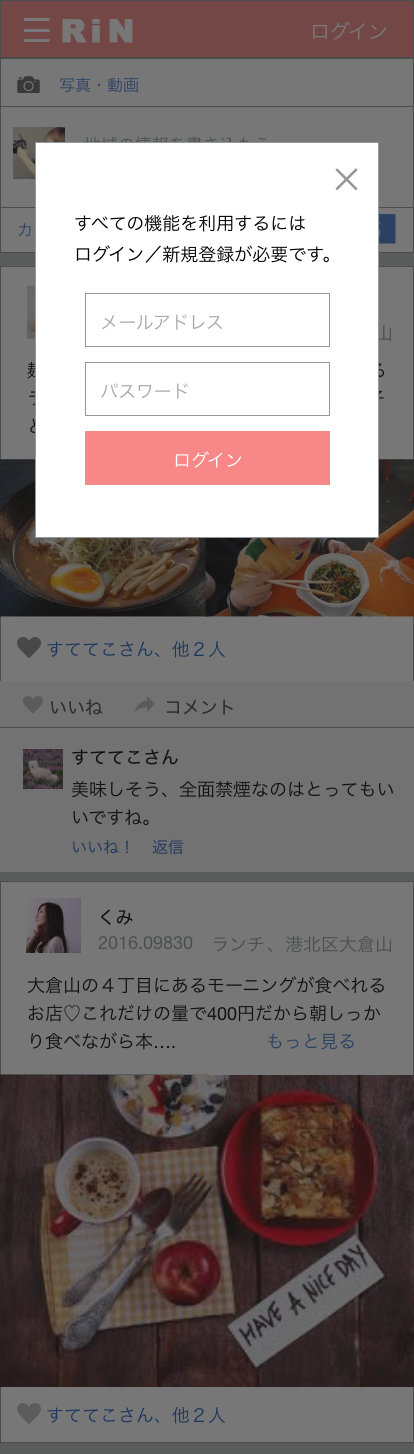 RiN
ログイン
写真・動画
地域の情報を書き込もう
すべての機能を利用するには
ログイン／新規登録が必要です。
メールアドレス
パスワード
ログイン
すててこさん、他２人
いいね コメント
すててこさん
美味しそう、全面禁煙なのはとってもい
いですね。
いいね！ 返信
くみ
2016.09830 ランチ、港北区大倉山
大倉山の４丁目にあるモーニングが食べれる
お店♡これだけの量で400円だから朝しっか
り食べながら本…. もっと見る
HAVE A NICE DAY
すててこさん、他２人